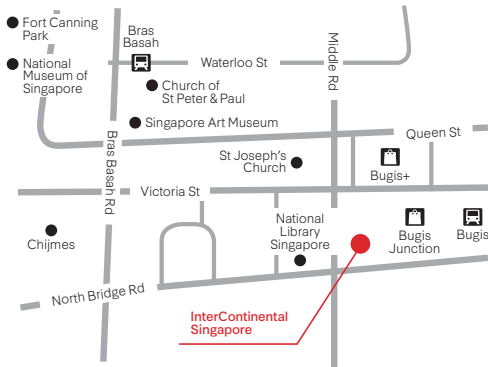 Fort Canning
Park
National
Museum of
Singapore
Bras
Basah
Waterloo St
Middle Rd
Church of
St Peter & Paul
Singapore Art Museum
Queen St
Bras Basah Rd
St Joseph's
Church
Bugis+
Victoria St
Chijmes
National
Library
Singapore
Bugis
Junction
Bugis
North Bridge Rd
InterContinental
Singapore